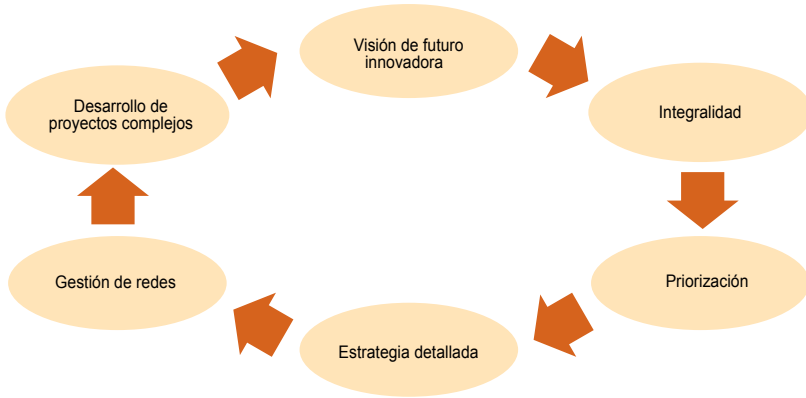 Visión de futuro
innovadora
Desarrollo de
proyectos complejos
Integralidad
Gestión de redes
Priorización
Estrategia detallada